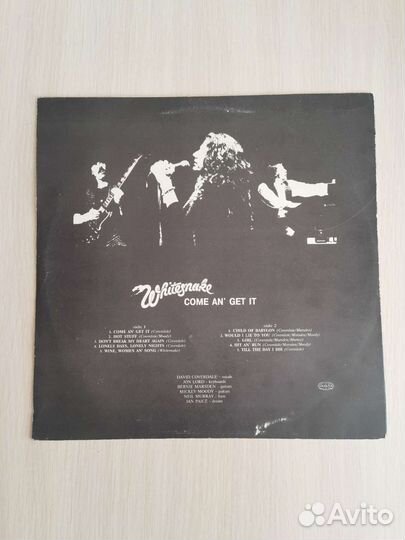 Whitesnake
COME AN' GET IT
side 1
1. COME AN' GET IT (Coverdale)
2. HOT STUFF (Coverdale/Moody)
3. DON'T BREAK MY HEART AGAIN (Coverdale)
4. LONELY DAYS, LONELY NIGHTS (Coverdale)
5. WINE, WOMEN AN' SONG (Whitesnake)
side 2
1. CHILD OF BABYLON (Coverdale/Marsden)
2. WOULD I LIE TO YOU (Coverdale/Marsden/Moody)
3. GIRL (Coverdale/Marsden/Murray)
4. HIT AN' RUN (Coverdale/Marsden/Moody)
5. TILL THE DAY I DIE (Coverdale)
DAVID COVERDALE - vocals
JON LORD - keyboards
BERNIE MARSDEN - guitars
MICKEY MOODY - guitars
NEIL MURRAY - bass
IAN PAICE - drums
Avito